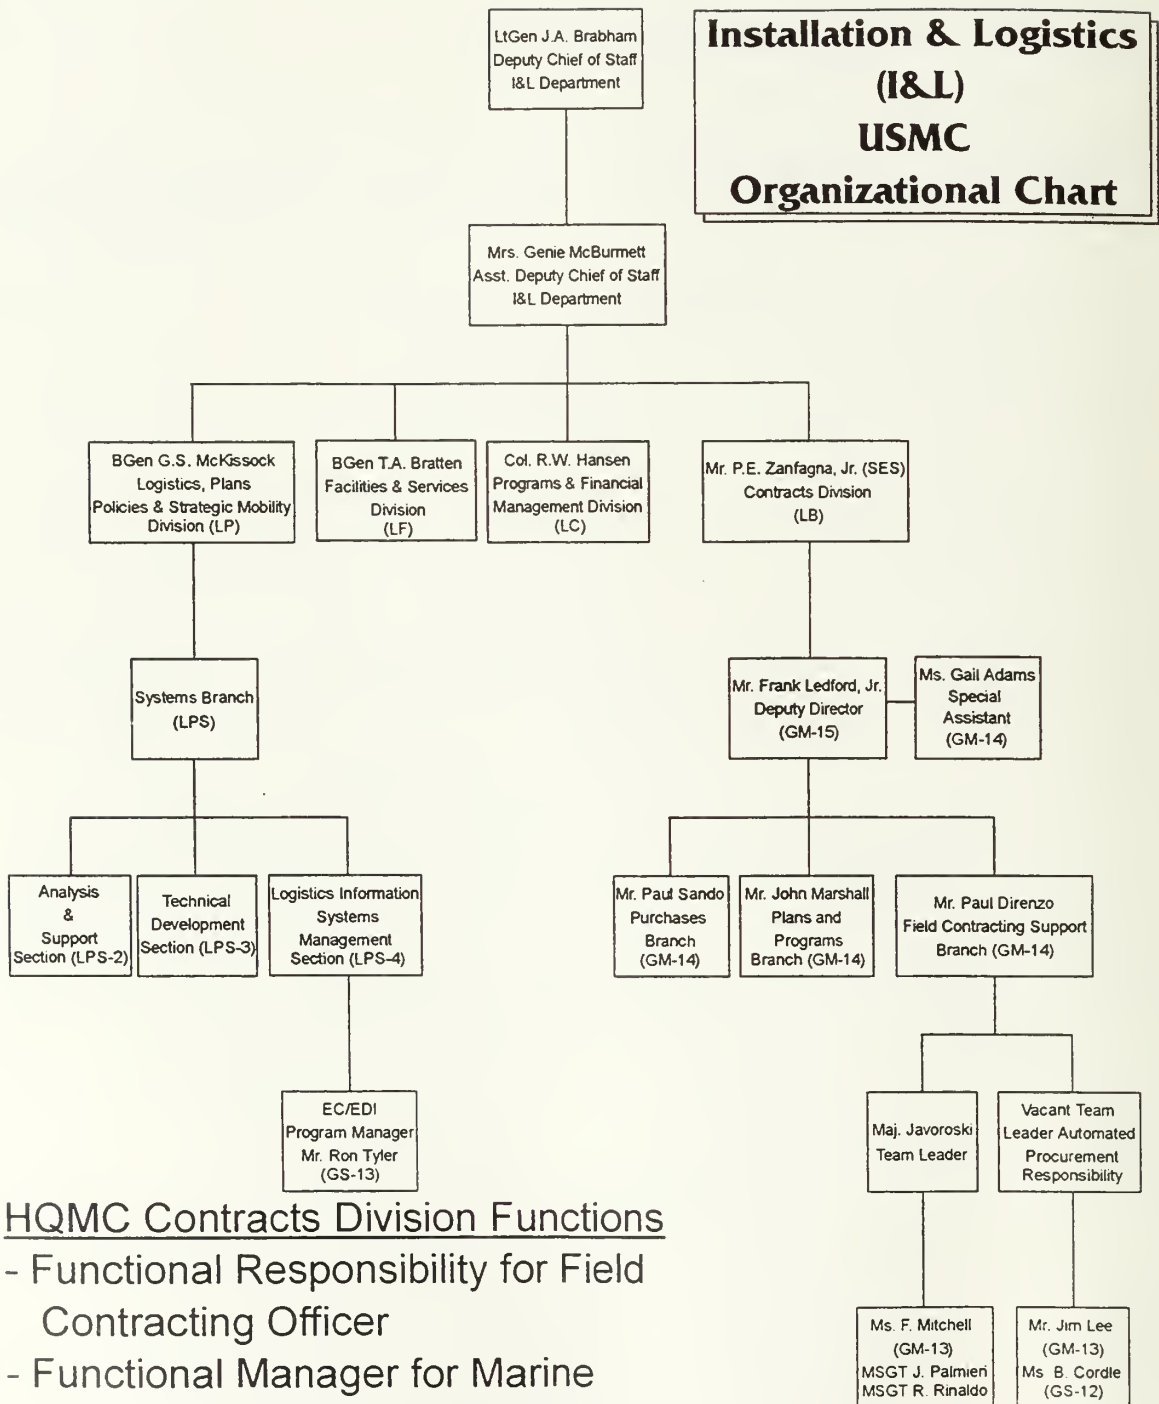 LtGen J.A. Brabham
Deputy Chief of Staff
I&L Department
Installation & Logistics
(I&L)
USMC
Organizational Chart
Mrs. Genie McBurmett
Asst. Deputy Chief of Staff
I&L Department
BGen G.S. McKissock
Logistics, Plans
Policies & Strategic Mobility
Division (LP)
BGen T.A. Bratten
Facilities & Services
Division
(LF)
Col. R.W. Hansen
Programs & Financial
Management Division
(LC)
Mr. P.E. Zanfagna, Jr. (SES)
Contracts Division
(LB)
Systems Branch
(LPS)
Mr. Frank Ledford, Jr.
Deputy Director
(GM-15)
Ms. Gail Adams
Special
Assistant
(GM-14)
Analysis
&
Support
Section (LPS-2)
Technical
Development
Section (LPS-3)
Logistics Information
Systems
Management
Section (LPS-4)
Mr. Paul Sando
Purchases
Branch
(GM-14)
Mr. John Marshall
Plans and
Programs
Branch (GM-14)
Mr. Paul Direnzo
Field Contracting Support
Branch (GM-14)
EC/EDI
Program Manager
Mr. Ron Tyler
(GS-13)
Maj. Javoroski
Team Leader
Vacant Team
Leader Automated
Procurement
Responsibility
HQMC Contracts Division Functions
- Functional Responsibility for Field
Contracting Officer
- Functional Manager for Marine
Ms. F. Mitchell
(GM-13)
MSGT J. Palmieri
MSGT R. Rinaldo
Mr. Jim Lee
(GM-13)
Ms B. Cordle
(GS-12)